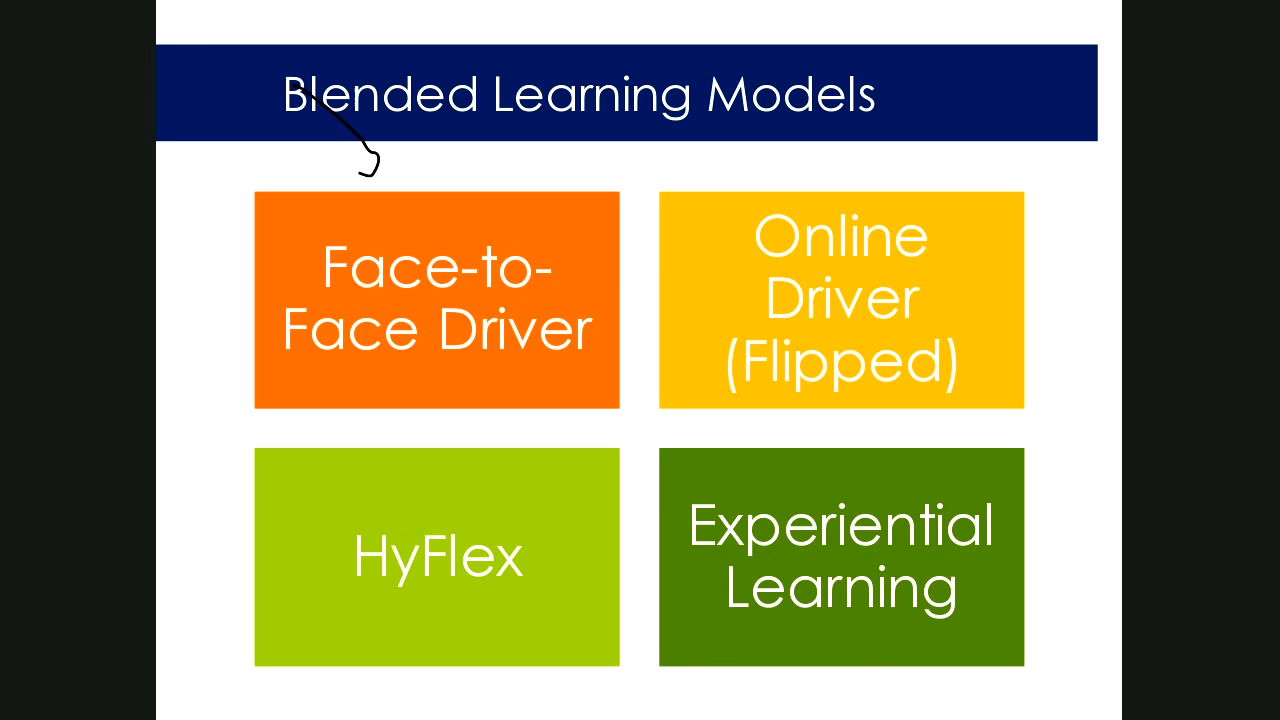 Blended Learning Models
Face-to-
Face Driver
Online
Driver
(Flipped)
HyFlex
Experiential
Learning